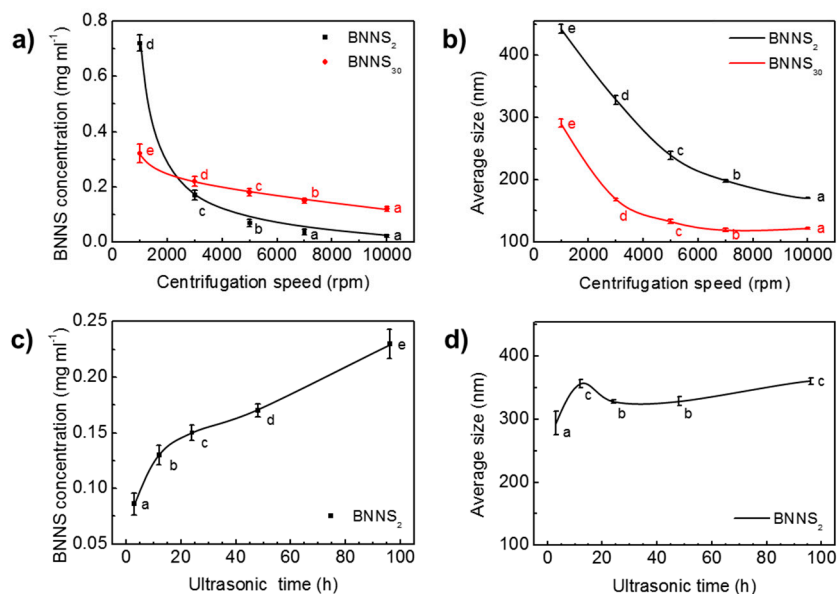 a)
BNNS concentration (mg ml⁻¹)
0.8
0.6
0.4
0.2
0.0
d
c
b
a
a
e
d
c
b
a
BNNS₂
BNNS₃₀
0 2000 4000 6000 8000 10000
Centrifugation speed (rpm)
b)
Average size (nm)
400
300
200
100
e
d
c
b
a
e
d
c
b
a
BNNS₂
BNNS₃₀
0 2000 4000 6000 8000 10000
Centrifugation speed (rpm)
c)
BNNS concentration (mg ml⁻¹)
0.25
0.20
0.15
0.10
0.05
a
b
c
d
e
BNNS₂
0 20 40 60 80 100
Ultrasonic time (h)
d)
Average size (nm)
400
300
200
100
a
c
b
b
c
BNNS₂
0 20 40 60 80 100
Ultrasonic time (h)